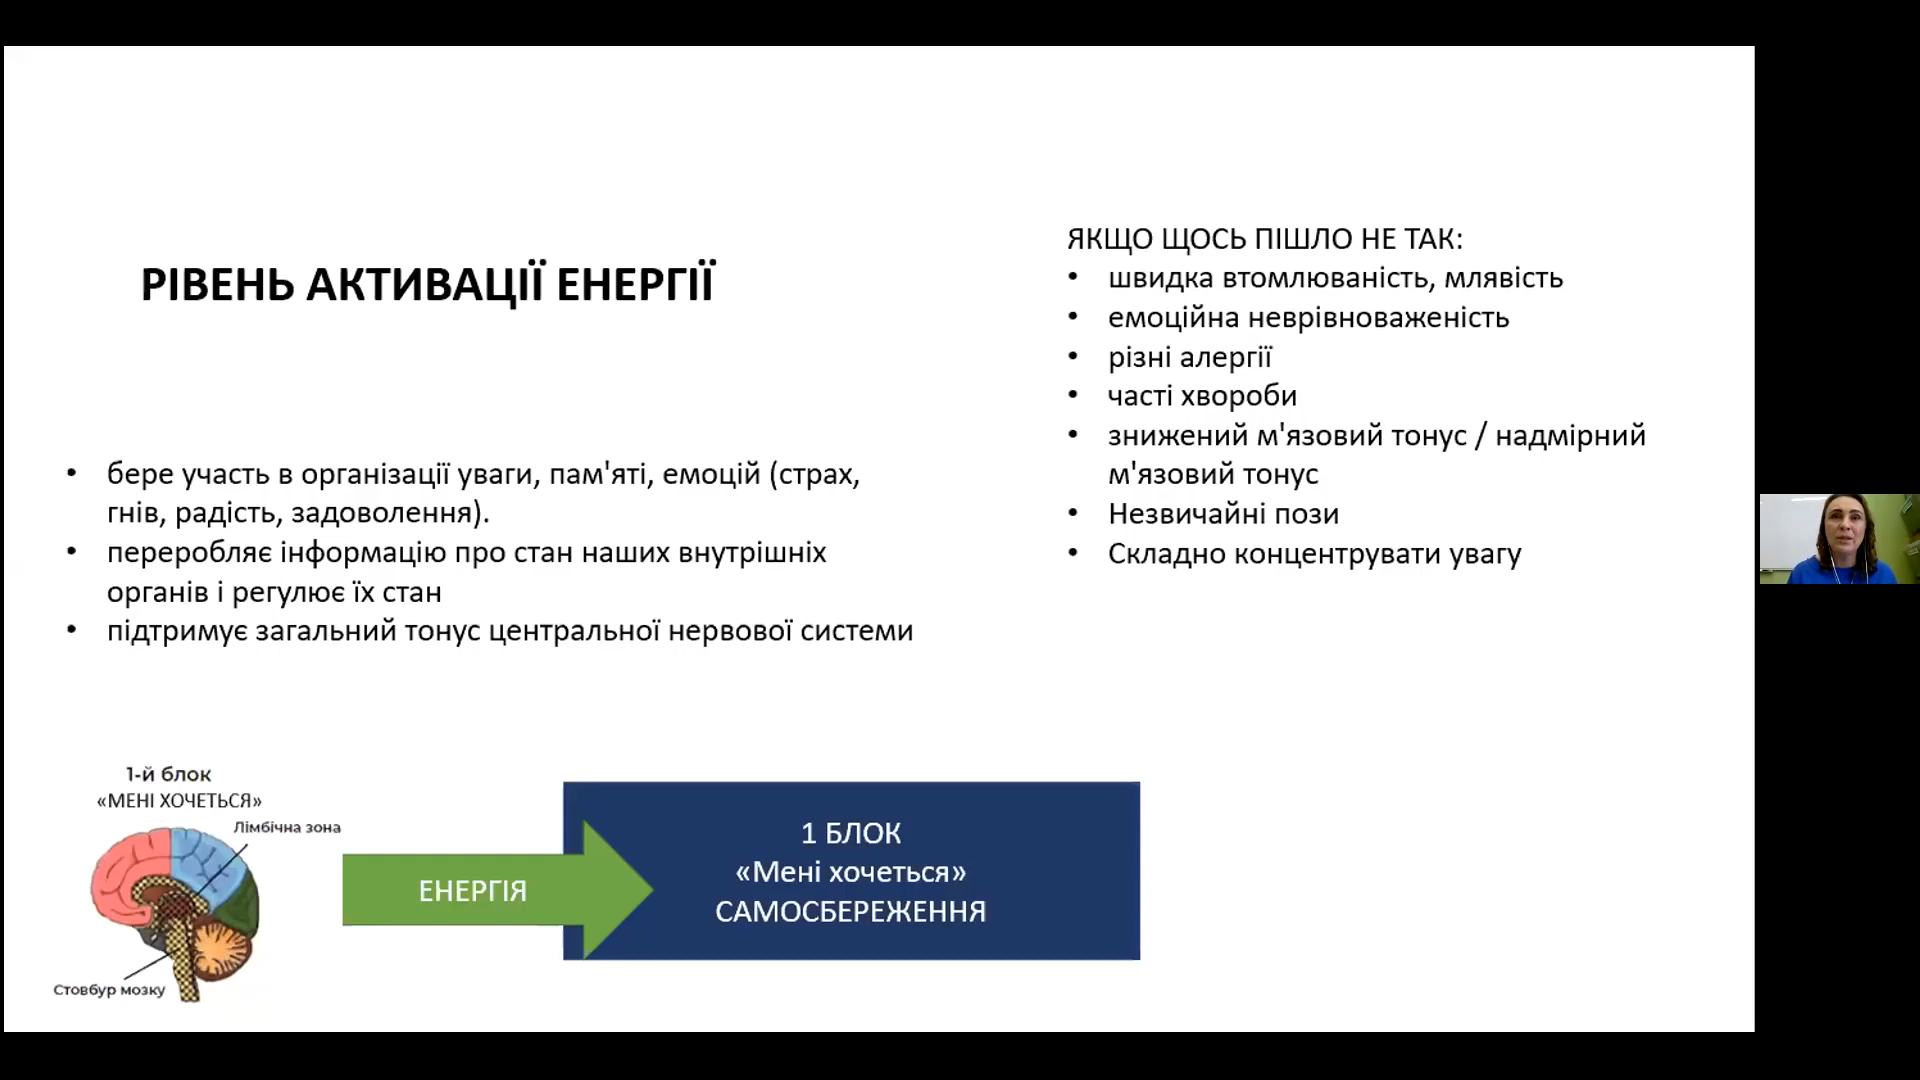 РІВЕНЬ АКТИВАЦІЇ ЕНЕРГІЇ
бере участь в організації уваги, пам'яті, емоцій (страх,
гнів, радість, задоволення).
переробляє інформацію про стан наших внутрішніх
органів і регулює їх стан
підтримує загальний тонус центральної нервової системи
ЯКЩО ЩОСЬ ПІШЛО НЕ ТАК:
швидка втомлюваність, млявість
емоційна неврівноваженість
різні алергії
часті хвороби
знижений м'язовий тонус / надмірний
м'язовий тонус
Незвичайні пози
Складно концентрувати увагу
1-й блок
«МЕНІ ХОЧЕТЬСЯ»
Лімбічна зона
Стовбур мозку
ЕНЕРГІЯ
1 БЛОК
«Мені хочеться»
САМОСБЕРЕЖЕННЯ